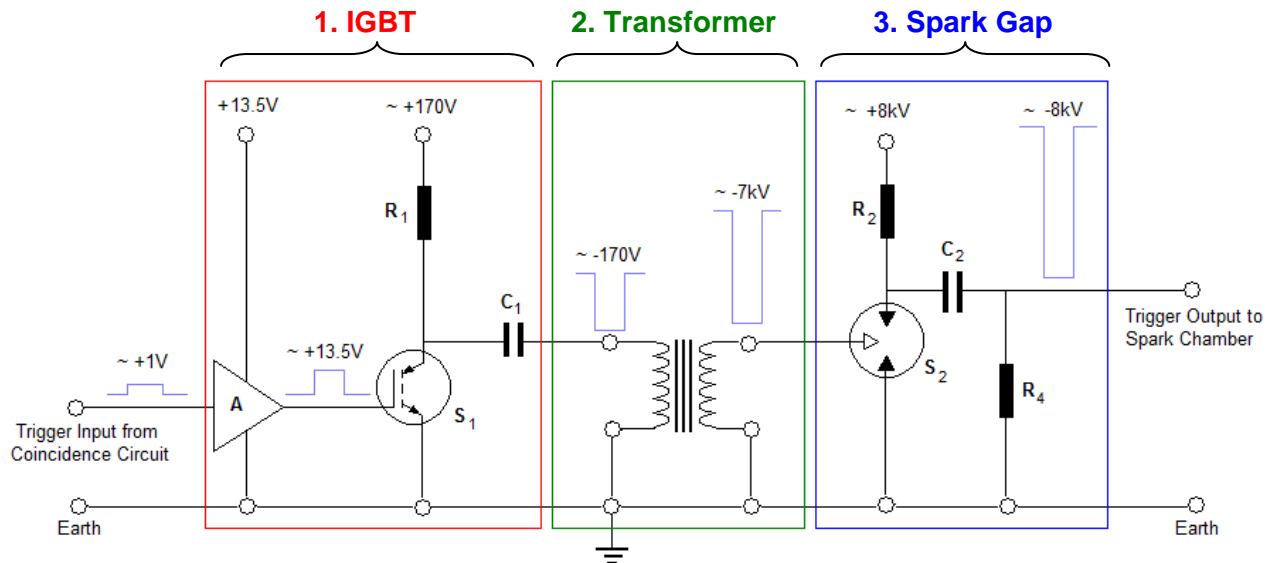 1. IGBT
2. Transformer
3. Spark Gap
+13.5V
~ +170V
~ +8kV
~ -8kV
R1
~ -7kV
R2
~ -170V
C2
C1
Trigger Output to
Spark Chamber
~ +1V
~ +13.5V
S2
A
R4
S1
Trigger Input from
Coincidence Circuit
Earth
Earth